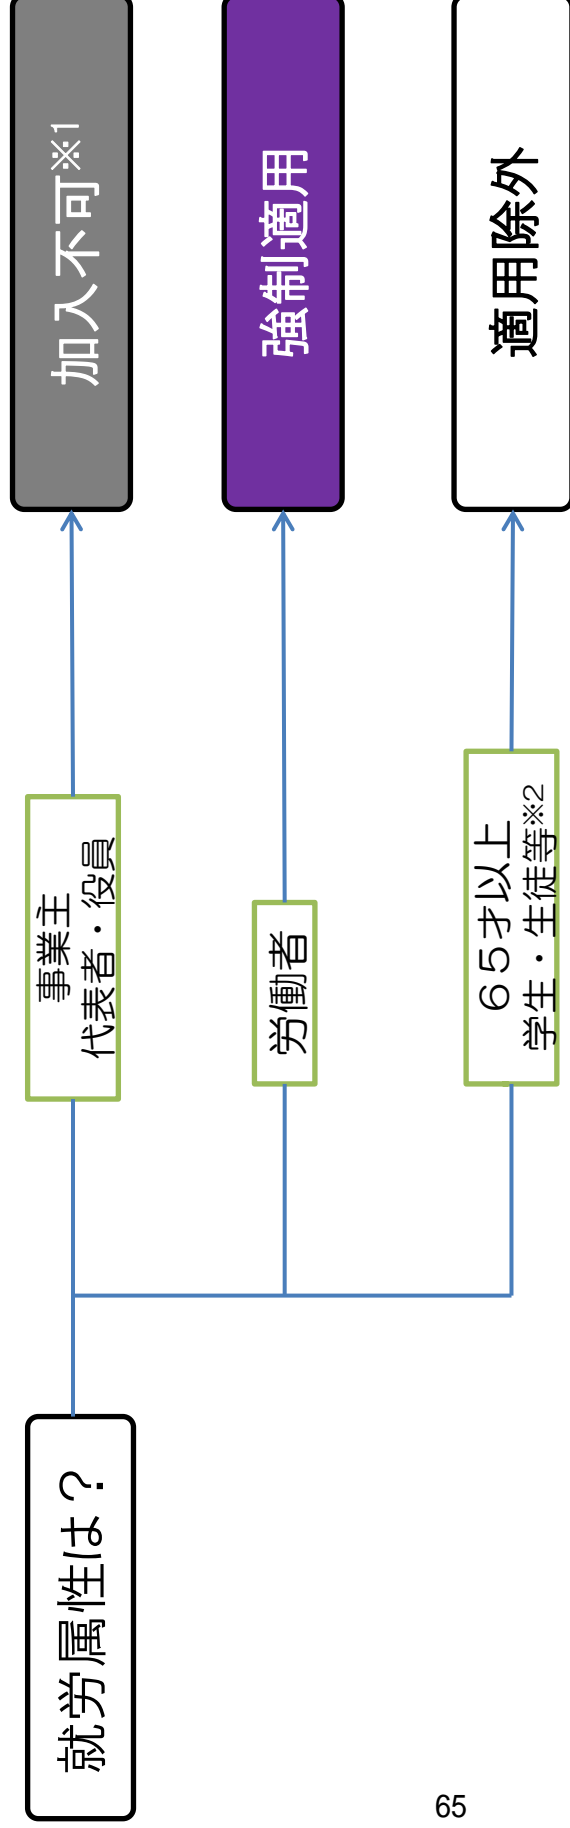 就労属性は？
事業主
代表者・役員
加入不可※1
労働者
強制適用
６５才以上
学生・生徒等※2
適用除外
65